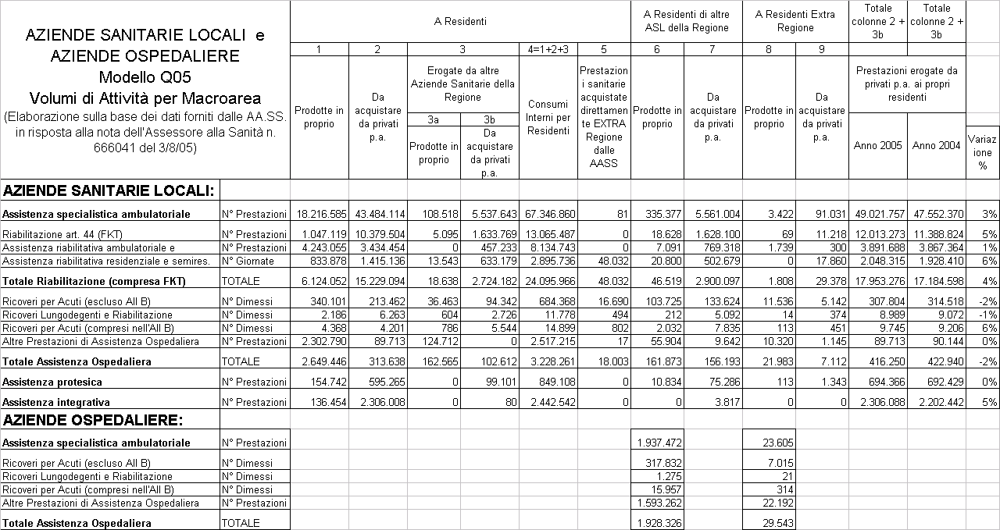 AZIENDE SANITARIE LOCALI e
AZIENDE OSPEDALIERE
Modello Q05
Volumi di Attività per Macroarea
(Elaborazione sulla base dei dati forniti dalle AA.SS.
in risposta alla nota dell'Assessore alla Sanità n.
666041 del 3/8/05)
A Residenti
A Residenti di altre
ASL della Regione
A Residenti Extra
Regione
Totale
colonne 2 +
3b
Totale
colonne 2 +
3b
1 2 3 4=1+2+3 5 6 7 8 9
Prodotte in
proprio
Da
acquistare
da privati
p.a.
Erogate da altre
Aziende Sanitarie della
Regione
3a 3b
Prodotte in
proprio
Da
acquistare
da privati
p.a.
Consumi
Interni per
Residenti
Prestazion
i sanitarie
acquistate
direttamen
te EXTRA
Regione
dalle
AASS
Prodotte in
proprio
Da
acquistare
da privati
p.a.
Prodotte in
proprio
Da
acquistare
da privati
p.a.
Prestazioni erogate da
privati p.a. ai propri
residenti
Anno 2005 Anno 2004
Variaz
ione
%
AZIENDE SANITARIE LOCALI:
Assistenza specialistica ambulatoriale N° Prestazioni 18.216.585 43.484.114 108.518 5.537.643 67.346.860 81 335.377 5.561.004 3.422 91.031 49.021.757 47.552.370 3%
Riabilitazione art. 44 (FKT) N° Prestazioni 1.047.119 10.379.504 5.095 1.633.769 13.065.487 0 18.628 1.628.100 69 11.218 12.013.273 11.388.824 5%
Assistenza riabilitativa ambulatoriale e N° Prestazioni 4.243.055 3.434.454 0 457.233 8.134.743 0 7.091 769.318 1.739 300 3.891.688 3.867.364 1%
Assistenza riabilitativa residenziale e semires. N° Giornate 833.878 1.415.136 13.543 633.179 2.895.736 48.032 20.800 502.679 0 17.860 2.048.315 1.928.410 6%
Totale Riabilitazione (compresa FKT) TOTALE 6.124.052 15.229.094 18.638 2.724.182 24.095.966 48.032 46.519 2.900.097 1.808 29.378 17.953.276 17.184.598 4%
Ricoveri per Acuti (escluso All B) N° Dimessi 340.101 213.462 36.463 94.342 684.368 16.690 103.725 133.624 11.536 5.142 307.804 314.518 -2%
Ricoveri Lungodegenti e Riabilitazione N° Dimessi 2.186 6.263 604 2.726 11.778 494 212 5.092 14 374 8.989 9.072 -1%
Ricoveri per Acuti (compresi nell'All B) N° Dimessi 4.368 4.201 786 5.544 14.899 802 2.032 7.835 113 451 9.745 9.206 6%
Altre Prestazioni di Assistenza Ospedaliera N° Prestazioni 2.302.790 89.713 124.712 0 2.517.215 17 55.904 9.642 10.320 1.145 89.713 90.144 0%
Totale Assistenza Ospedaliera TOTALE 2.649.446 313.638 162.565 102.612 3.228.261 18.003 161.873 156.193 21.983 7.112 416.250 422.940 -2%
Assistenza protesica N° Prestazioni 154.742 595.265 0 99.101 849.108 0 10.834 75.286 113 1.343 694.366 692.429 0%
Assistenza integrativa N° Prestazioni 136.454 2.306.008 0 80 2.442.542 0 0 3.817 0 0 2.306.088 2.202.442 5%
AZIENDE OSPEDALIERE:
Assistenza specialistica ambulatoriale N° Prestazioni 1.937.472 23.605
Ricoveri per Acuti (escluso All B) N° Dimessi 317.832 7.015
Ricoveri Lungodegenti e Riabilitazione N° Dimessi 1.275 21
Ricoveri per Acuti (compresi nell'All B) N° Dimessi 15.957 314
Altre Prestazioni di Assistenza Ospedaliera N° Prestazioni 1.593.262 22.192
Totale Assistenza Ospedaliera TOTALE 1.928.326 29.543